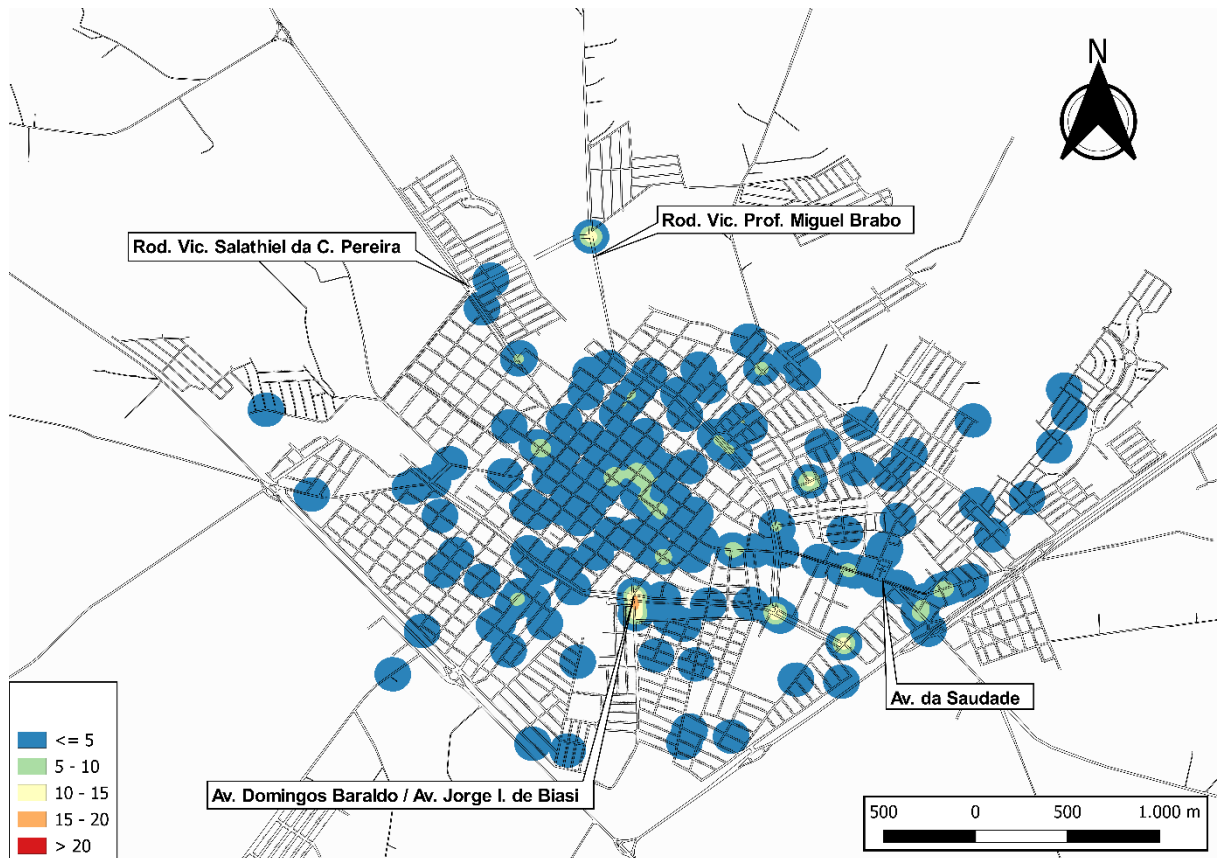 N
Rod. Vic. Prof. Miguel Brabo
Rod. Vic. Salathiel da C. Pereira
Av. da Saudade
Av. Domingos Baraldo / Av. Jorge I. de Biasi
<= 5
5 - 10
10 - 15
15 - 20
> 20
500 0 500 1.000 m